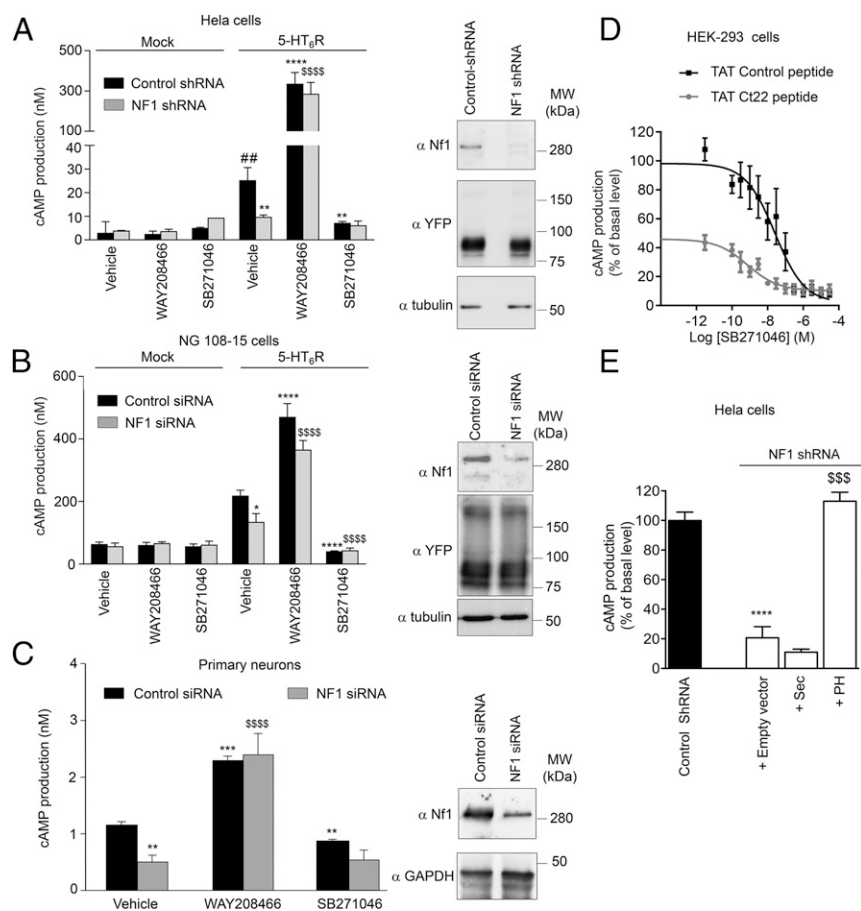 A
Hela cells
Mock
5-HT6R
Control shRNA
NF1 shRNA
cAMP production (nM)
500
300
100
40
30
20
10
0
##
**
****
$$$$
**
Vehicle
WAY208466
SB271046
Vehicle
WAY208466
SB271046
Control-shRNA
NF1 shRNA
MW
(kDa)
α Nf1
280
150
α YFP
100
75
α tubulin
50
B
NG 108-15 cells
Mock
5-HT6R
Control siRNA
NF1 siRNA
cAMP production (nM)
600
400
200
0
*
****
$$$$
****
$$$$
Vehicle
WAY208466
SB271046
Vehicle
WAY208466
SB271046
Control siRNA
NF1 siRNA
MW
(kDa)
α Nf1
280
150
α YFP
100
75
α tubulin
50
C
Primary neurons
Control siRNA
NF1 siRNA
cAMP production (nM)
4
3
2
1
0
**
***
$$$$
**
Vehicle
WAY208466
SB271046
Control siRNA
NF1 siRNA
MW
(kDa)
α Nf1
280
50
α GAPDH
D
HEK-293 cells
TAT Control peptide
TAT Ct22 peptide
cAMP production
(% of basal level)
120
100
80
60
40
20
0
-12
-10
-8
-6
-4
Log [SB271046] (M)
E
Hela cells
NF1 shRNA
$$$
cAMP production
(% of basal level)
120
100
80
60
40
20
0
****
Control ShRNA
+ Empty vector
+ Sec
+ PH